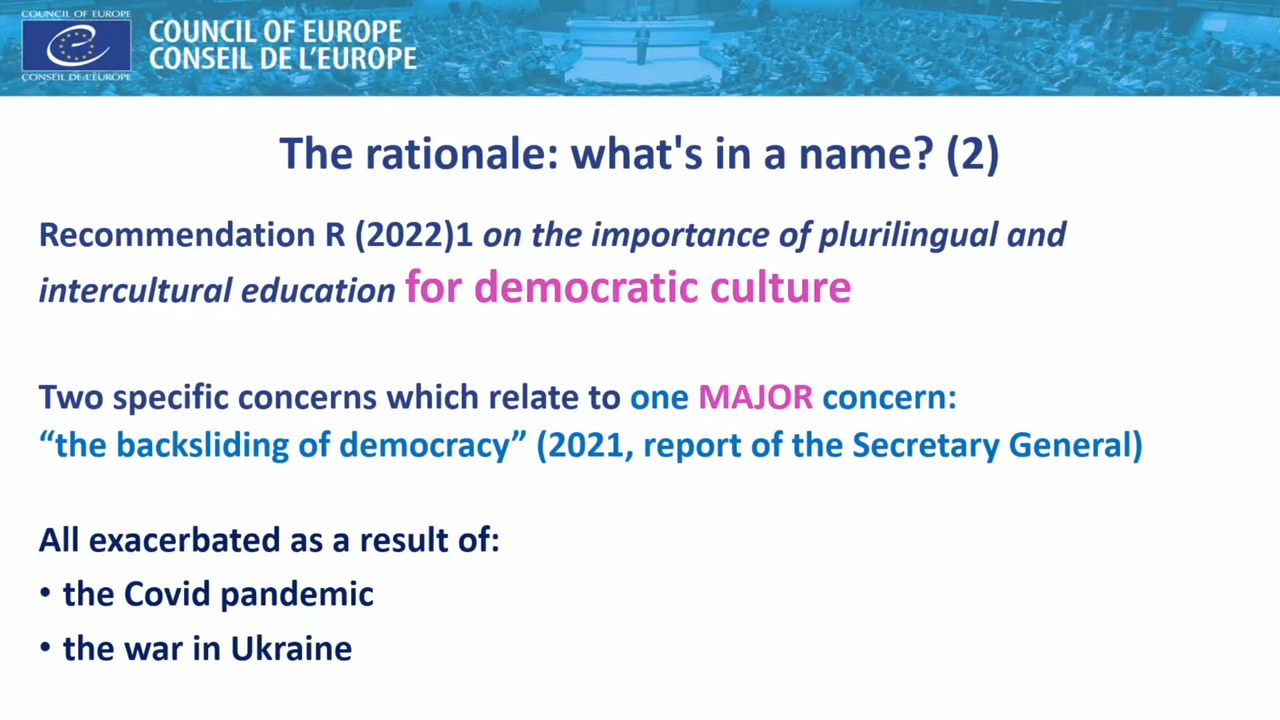 COUNCIL OF EUROPE
CONSEIL DE L'EUROPE
COUNCIL OF EUROPE
CONSEIL DE L'EUROPE
The rationale: what's in a name? (2)
Recommendation R (2022)1 on the importance of plurilingual and
intercultural education for democratic culture
Two specific concerns which relate to one MAJOR concern:
“the backsliding of democracy” (2021, report of the Secretary General)
All exacerbated as a result of:
• the Covid pandemic
• the war in Ukraine